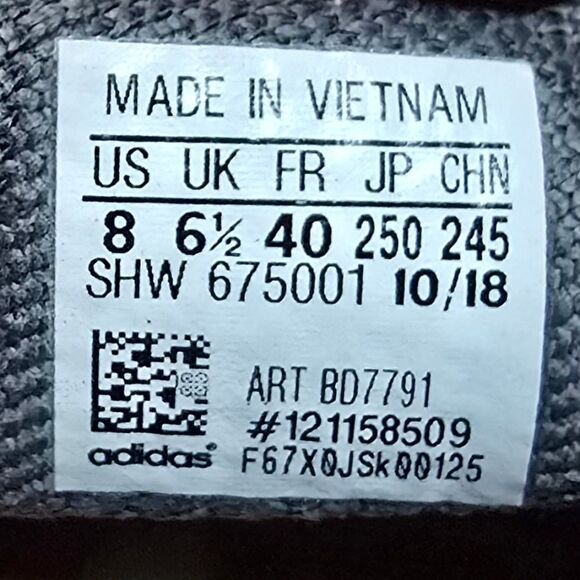 MADE IN VIETNAM
US UK FR JP CHN
8 6½ 40 250 245
SHW 675001 10/18
ART BD7791
#121158509
adidas® F67X0JSk00125